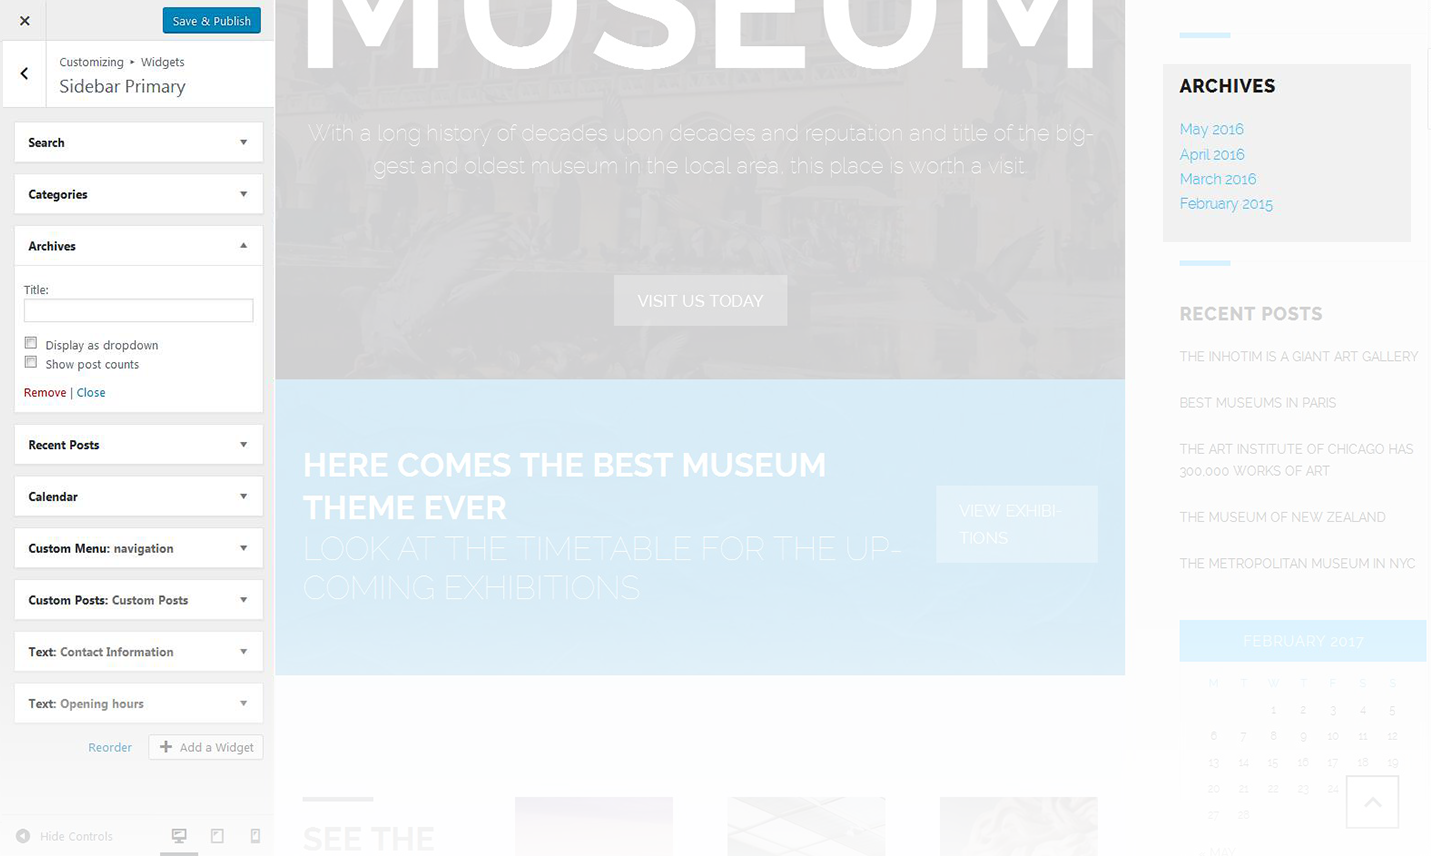 Save & Publish
Customizing ▸ Widgets
Sidebar Primary
Search
Categories
Archives
Title:
Display as dropdown
Show post counts
Remove | Close
Recent Posts
Calendar
Custom Menu: navigation
Custom Posts: Custom Posts
Text: Contact Information
Text: Opening hours
Reorder
Add a Widget
Hide Controls
MUSEUM
With a long history of decades upon decades and reputation and title of the big-
gest and oldest museum in the local area, this place is worth a visit.
VISIT US TODAY
HERE COMES THE BEST MUSEUM
THEME EVER
LOOK AT THE TIMETABLE FOR THE UP-
COMING EXHIBITIONS
VIEW EXHIBI-
TIONS
SEE THE
ARCHIVES
May 2016
April 2016
March 2016
February 2015
RECENT POSTS
THE INHOTIM IS A GIANT ART GALLERY
BEST MUSEUMS IN PARIS
THE ART INSTITUTE OF CHICAGO HAS
300,000 WORKS OF ART
THE MUSEUM OF NEW ZEALAND
THE METROPOLITAN MUSEUM IN NYC
FEBRUARY 2017
M T W T F S S
1 2 3 4 5
6 7 8 9 10 11 12
13 14 15 16 17 18 19
20 21 22 23 24
27 28
MAY